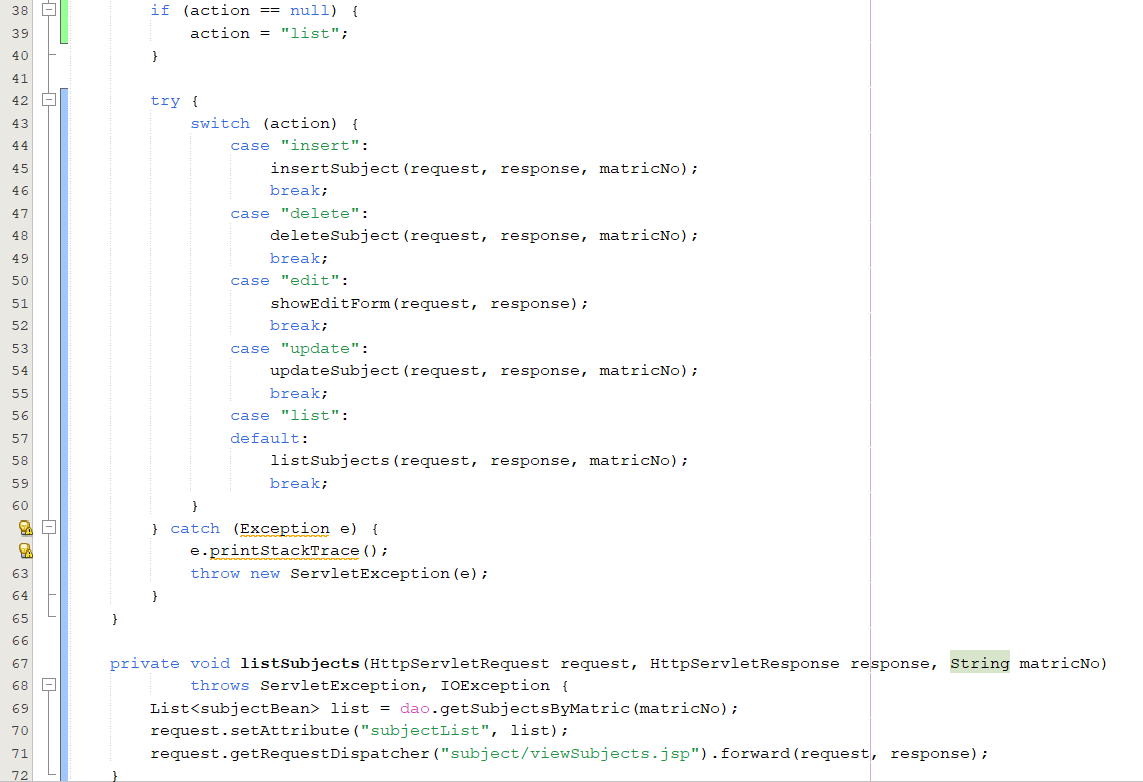 38 if (action == null) {
39 action = "list";
40 }
41
42 try {
43 switch (action) {
44 case "insert":
45 insertSubject(request, response, matricNo);
46 break;
47 case "delete":
48 deleteSubject(request, response, matricNo);
49 break;
50 case "edit":
51 showEditForm(request, response);
52 break;
53 case "update":
54 updateSubject(request, response, matricNo);
55 break;
56 case "list":
57 default:
58 listSubjects(request, response, matricNo);
59 break;
60 }
} catch (Exception e) {
e.printStackTrace();
63 throw new ServletException(e);
64 }
65 }
66
67 private void listSubjects(HttpServletRequest request, HttpServletResponse response, String matricNo)
68 throws ServletException, IOException {
69 List<subjectBean> list = dao.getSubjectsByMatric(matricNo);
70 request.setAttribute("subjectList", list);
71 request.getRequestDispatcher("subject/viewSubjects.jsp").forward(request, response);
72 }